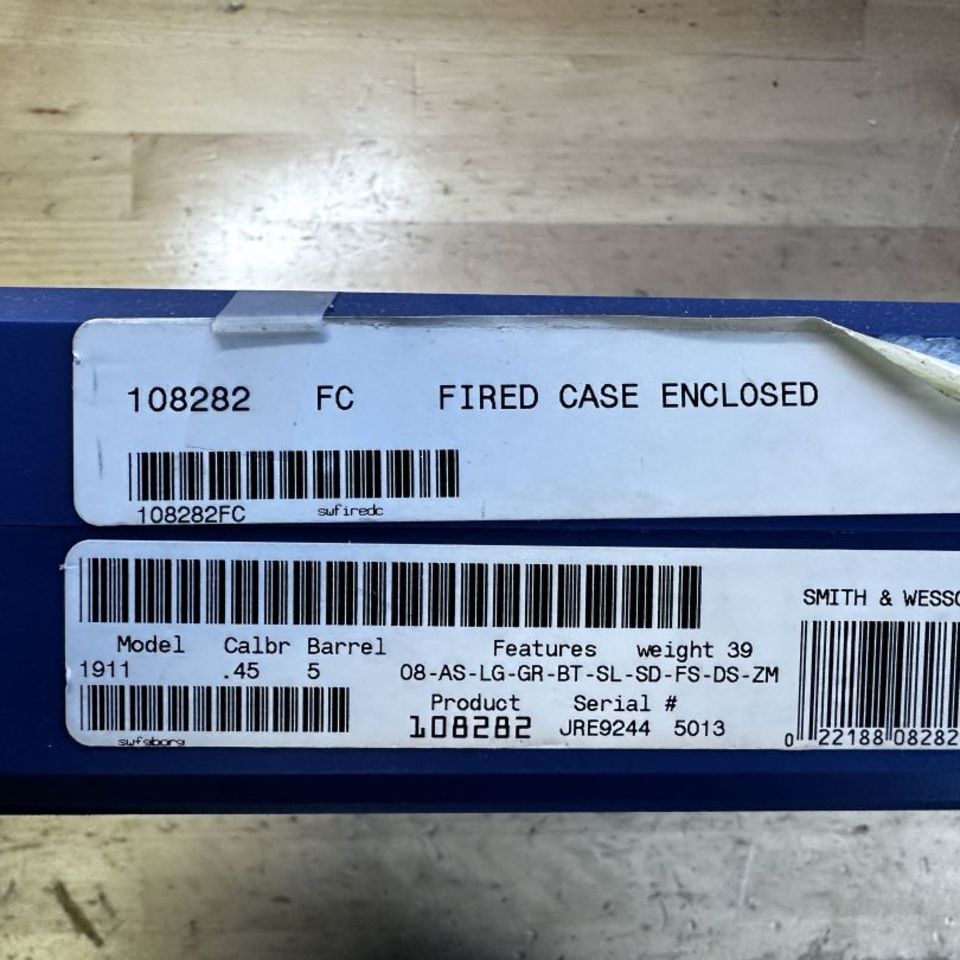 108282 FC FIRED CASE ENCLOSED
108282FC swfiredc
SMITH & WESSO
Model Calbr Barrel Features weight 39
1911 .45 5 08-AS-LG-GR-BT-SL-SD-FS-DS-ZM
Product Serial #
108282 JRE9244 5013
0 22188 08282